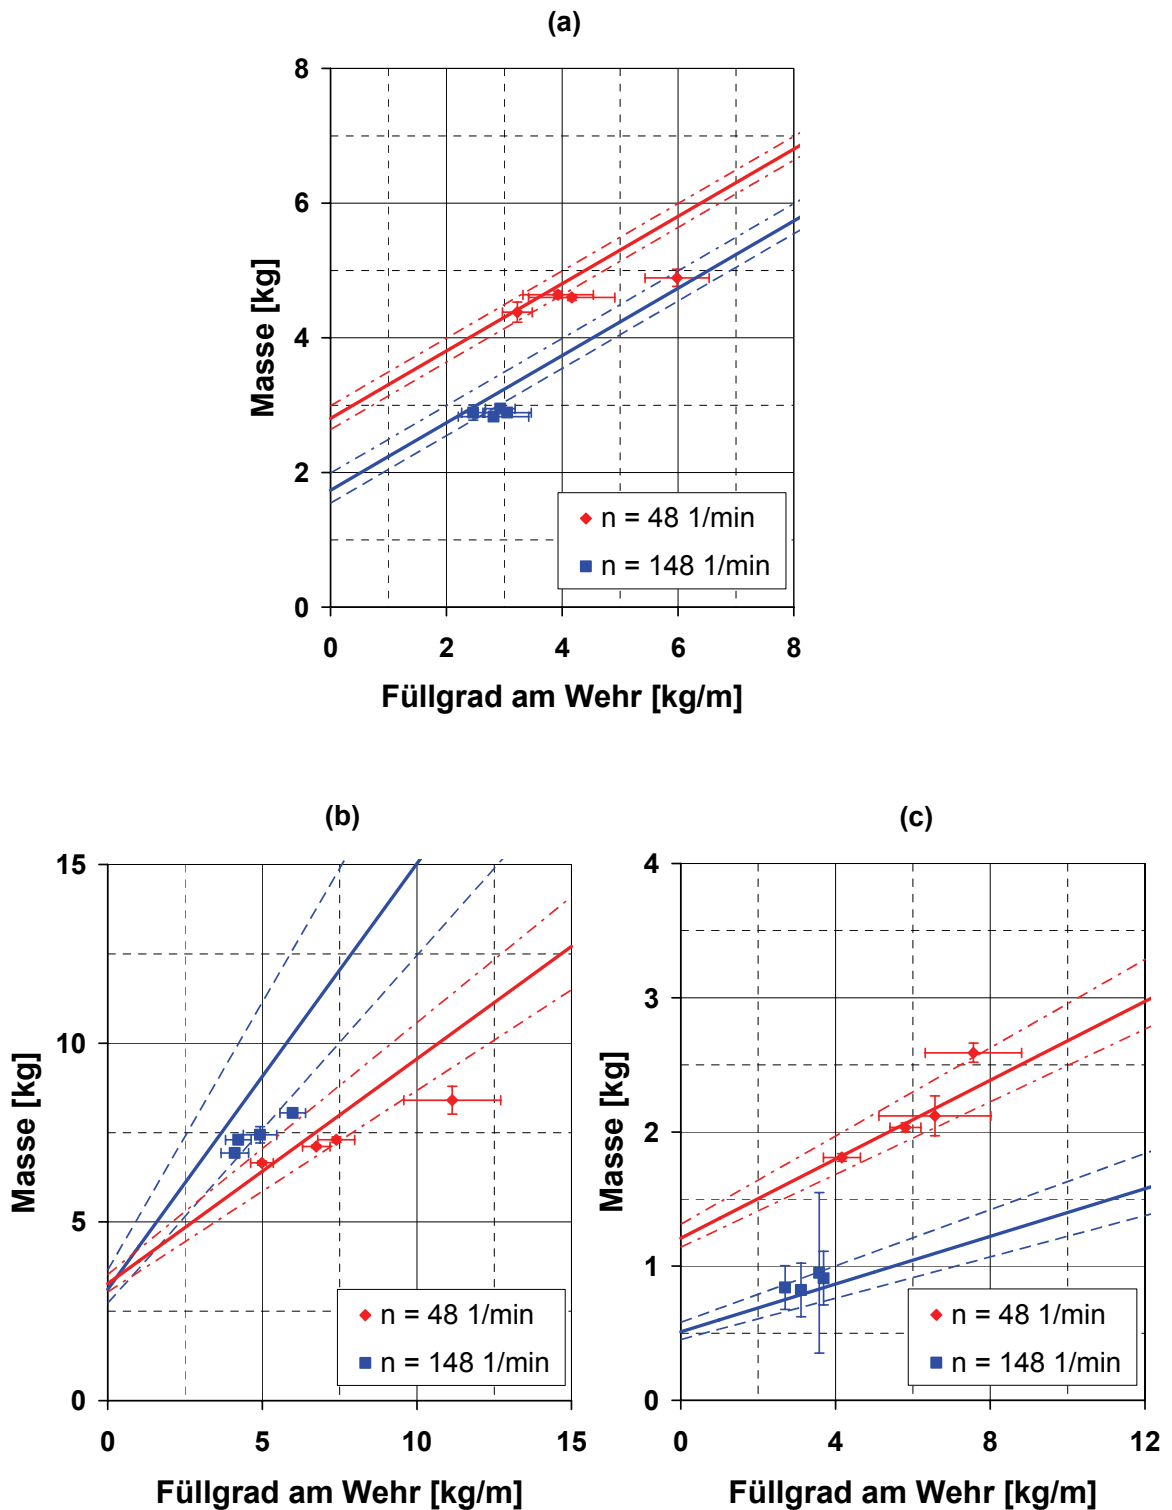 (a)
8
6
4
2
0
Masse [kg]
0 2 4 6 8
Füllgrad am Wehr [kg/m]
n = 48 1/min
n = 148 1/min
(b)
15
10
5
0
Masse [kg]
0 5 10 15
Füllgrad am Wehr [kg/m]
n = 48 1/min
n = 148 1/min
(c)
4
3
2
1
0
Masse [kg]
0 4 8 12
Füllgrad am Wehr [kg/m]
n = 48 1/min
n = 148 1/min